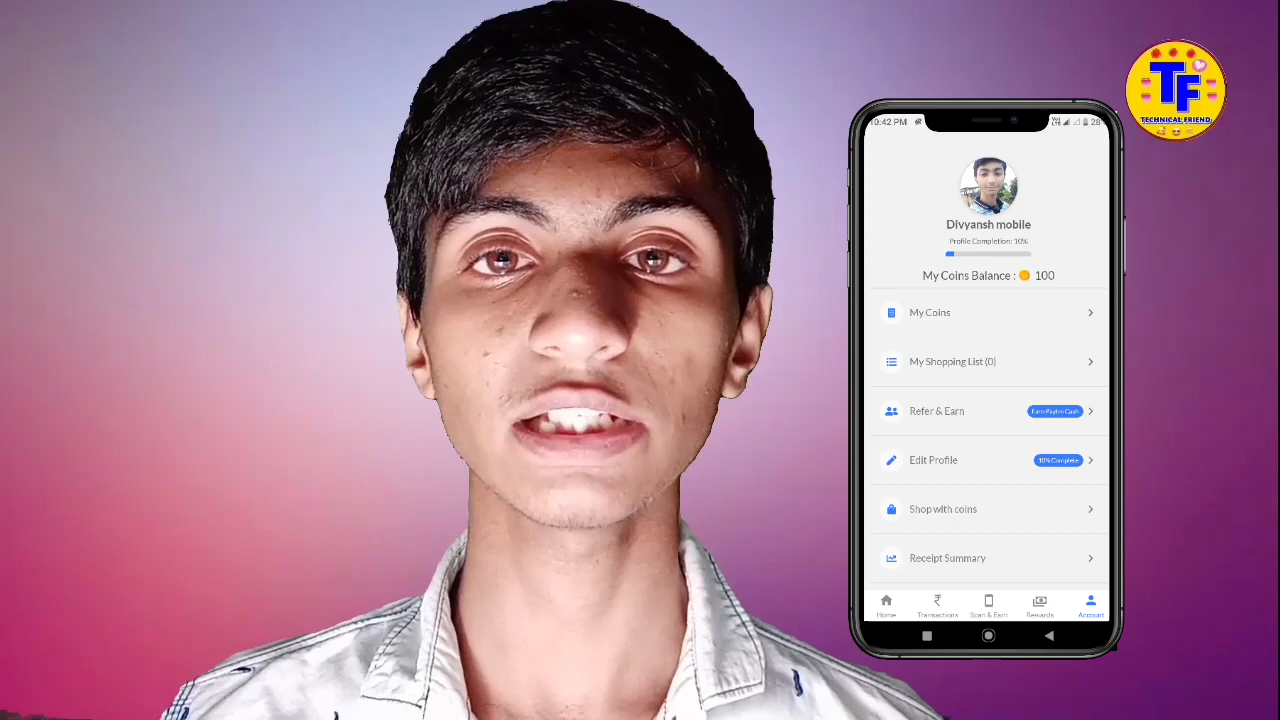 TF
TECHNICAL FRIEND
10:42 PM
28
Divyansh mobile
Profile Completion: 10%
My Coins Balance : 100
My Coins
My Shopping List (0)
Refer & Earn
Earn Paytm Cash
Edit Profile
10% Complete
Shop with coins
Receipt Summary
Home
Transactions
Scan & Earn
Rewards
Account